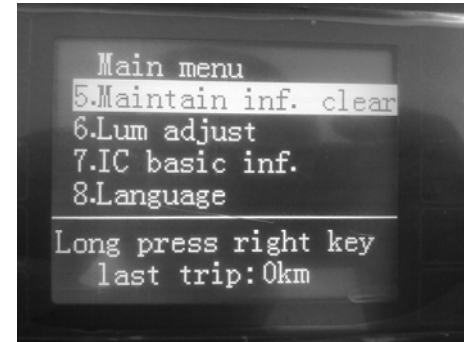 Main menu
5.Maintain inf. clear
6.Lum adjust
7.IC basic inf.
8.Language
Long press right key
last trip:0km